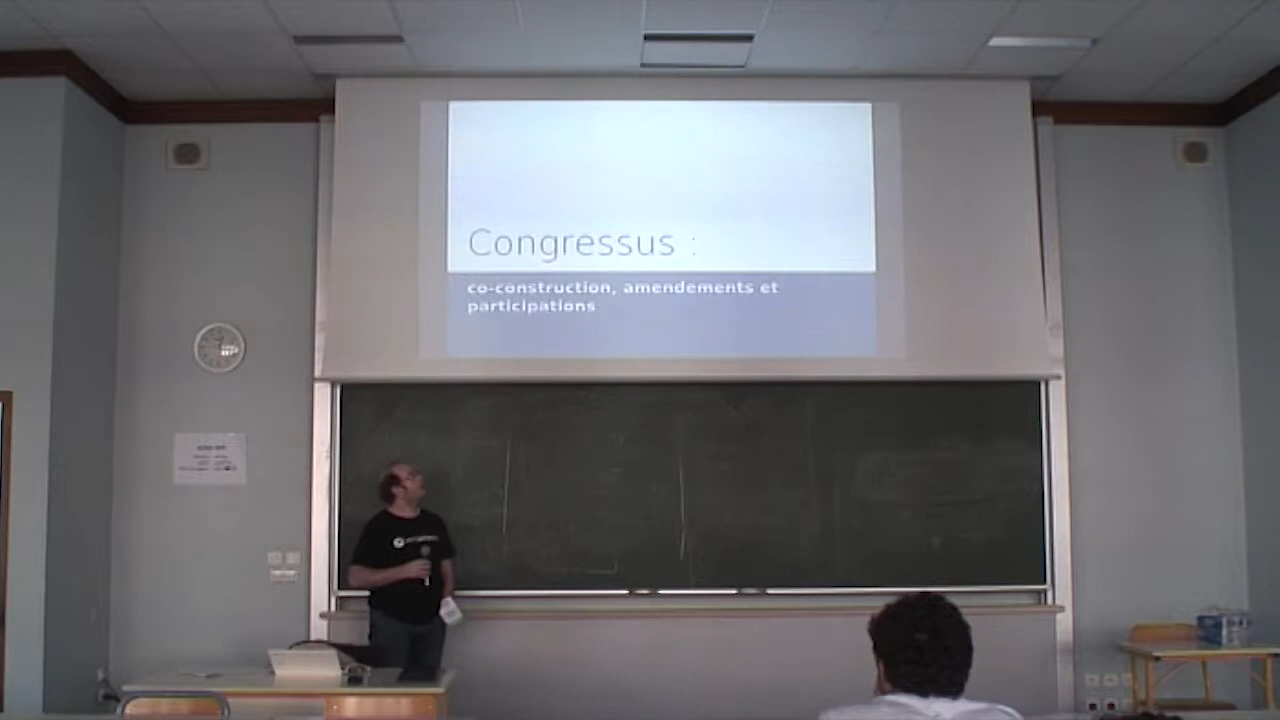 Congressus :
co-construction, amendements et
participations